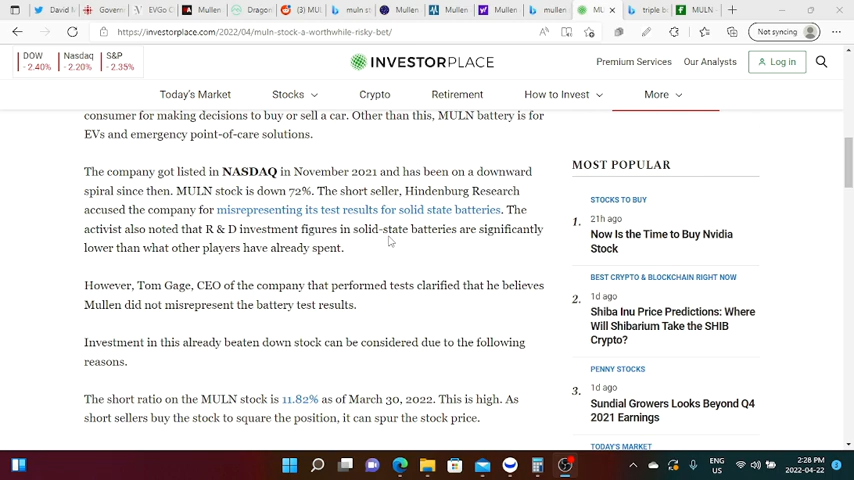 David M
Govern
EVGo C
Mullen
Dragon
(3) MU
muln st
Mullen
Mullen
Mullen
mullen
MU
triple b
MULN -
https://investorplace.com/2022/04/muln-stock-a-worthwhile-risky-bet/
Not syncing
DOW
- 2.40%
Nasdaq
- 2.20%
S&P
- 2.35%
INVESTORPLACE
Premium Services
Our Analysts
Log in
Today's Market
Stocks
Crypto
Retirement
How to Invest
More
consumer for making decisions to buy or sell a car. Other than this, MULN battery is for
EVs and emergency point-of-care solutions.
The company got listed in NASDAQ in November 2021 and has been on a downward
spiral since then. MULN stock is down 72%. The short seller, Hindenburg Research
accused the company for misrepresenting its test results for solid state batteries. The
activist also noted that R & D investment figures in solid-state batteries are significantly
lower than what other players have already spent.
However, Tom Gage, CEO of the company that performed tests clarified that he believes
Mullen did not misrepresent the battery test results.
Investment in this already beaten down stock can be considered due to the following
reasons.
The short ratio on the MULN stock is 11.82% as of March 30, 2022. This is high. As
short sellers buy the stock to square the position, it can spur the stock price.
MOST POPULAR
STOCKS TO BUY
1.
21h ago
Now Is the Time to Buy Nvidia
Stock
BEST CRYPTO & BLOCKCHAIN RIGHT NOW
2.
1d ago
Shiba Inu Price Predictions: Where
Will Shibarium Take the SHIB
Crypto?
PENNY STOCKS
3.
1d ago
Sundial Growers Looks Beyond Q4
2021 Earnings
TODAY'S MARKET
ENG
US
2:28 PM
2022-04-22